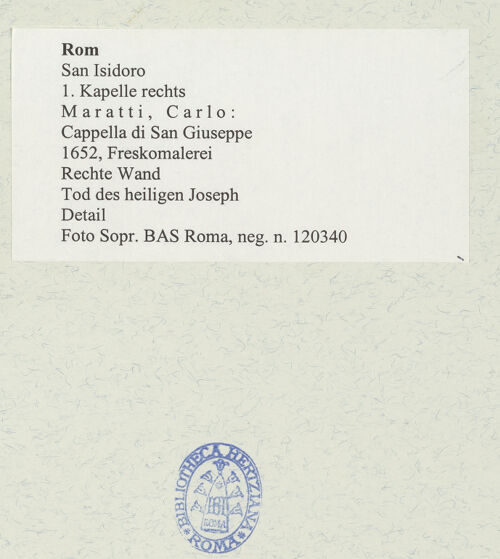 Rom
San Isidoro
1. Kapelle rechts
Maratti, Carlo:
Cappella di San Giuseppe
1652, Freskomalerei
Rechte Wand
Tod des heiligen Joseph
Detail
Foto Sopr. BAS Roma, neg. n. 120340
BIBLIOTHECA HERTZIANA
ROMA
* ROMA *